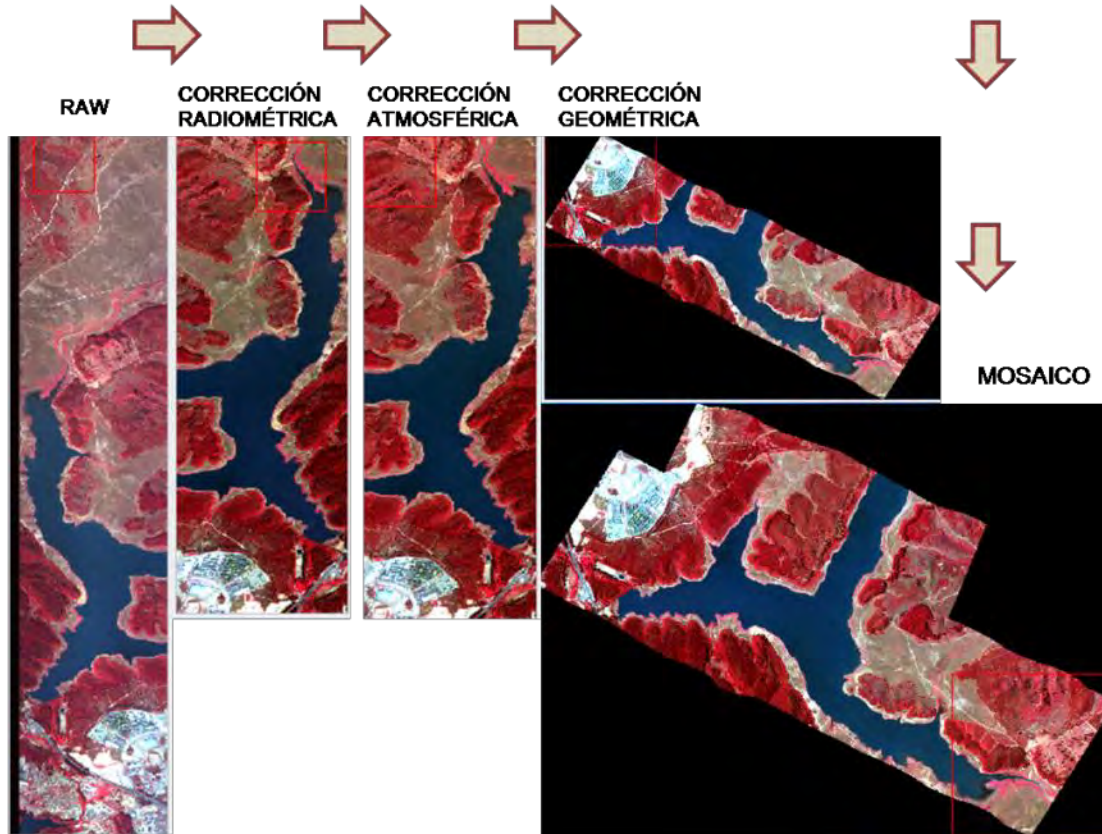 RAW
CORRECCIÓN
RADIOMÉTRICA
CORRECCIÓN
ATMOSFÉRICA
CORRECCIÓN
GEOMÉTRICA
MOSAICO